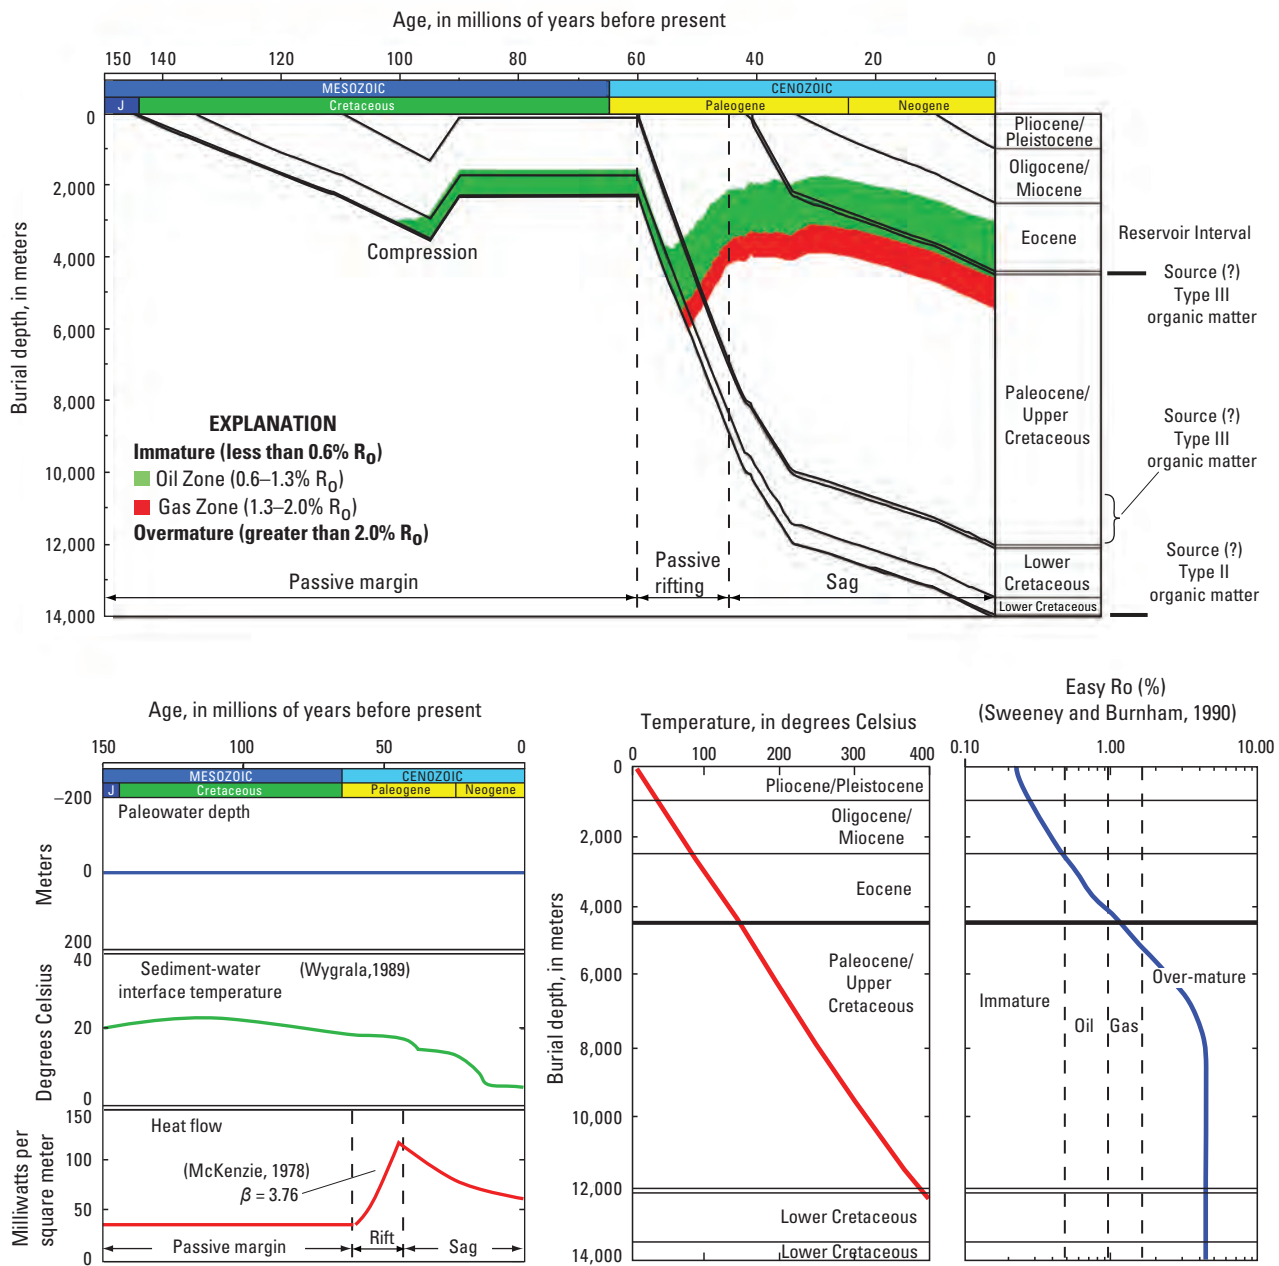 Age, in millions of years before present
150 140 120 100 80 60 40 20 0
MESOZOIC CENOZOIC
J Cretaceous Paleogene Neogene
0
2,000
4,000
6,000
8,000
10,000
12,000
14,000
Burial depth, in meters
Compression
EXPLANATION
Immature (less than 0.6% Ro)
Oil Zone (0.6–1.3% Ro)
Gas Zone (1.3–2.0% Ro)
Overmature (greater than 2.0% Ro)
Passive margin
Passive
rifting
Sag
Pliocene/
Pleistocene
Oligocene/
Miocene
Eocene
Paleocene/
Upper
Cretaceous
Lower
Cretaceous
Lower Cretaceous
Reservoir Interval
Source (?)
Type III
organic matter
Source (?)
Type III
organic matter
Source (?)
Type II
organic matter
Age, in millions of years before present
150 100 50 0
MESOZOIC CENOZOIC
J Cretaceous Paleogene Neogene
–200
0
200
Meters
Paleowater depth
40
20
0
Degrees Celsius
Sediment-water
interface temperature
(Wygrala,1989)
150
100
50
0
Milliwatts per
square meter
Heat flow
(McKenzie, 1978)
β = 3.76
Passive margin Rift Sag
Temperature, in degrees Celsius
0 100 200 300 400
0
2,000
4,000
6,000
8,000
10,000
12,000
14,000
Burial depth, in meters
Pliocene/Pleistocene
Oligocene/
Miocene
Eocene
Paleocene/
Upper
Cretaceous
Lower Cretaceous
Lower Cretaceous
Easy Ro (%)
(Sweeney and Burnham, 1990)
0.10 1.00 10.00
Over-mature
Immature
Oil Gas